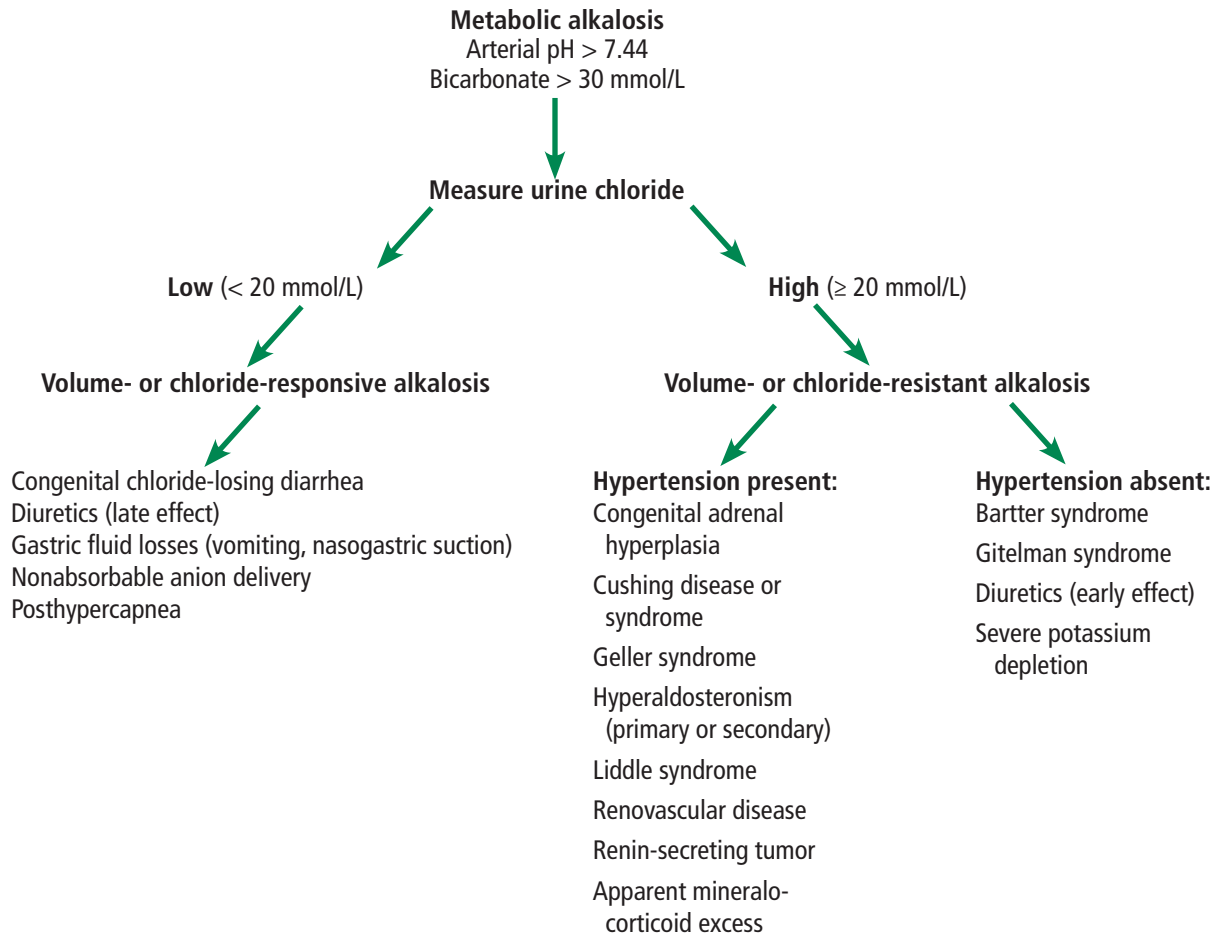 Metabolic alkalosis
Arterial pH > 7.44
Bicarbonate > 30 mmol/L
Measure urine chloride
Low (< 20 mmol/L)
High (≥ 20 mmol/L)
Volume- or chloride-responsive alkalosis
Volume- or chloride-resistant alkalosis
Congenital chloride-losing diarrhea
Diuretics (late effect)
Gastric fluid losses (vomiting, nasogastric suction)
Nonabsorbable anion delivery
Posthypercapnea
Hypertension present:
Congenital adrenal
hyperplasia
Cushing disease or
syndrome
Geller syndrome
Hyperaldosteronism
(primary or secondary)
Liddle syndrome
Renovascular disease
Renin-secreting tumor
Apparent mineralo-
corticoid excess
Hypertension absent:
Bartter syndrome
Gitelman syndrome
Diuretics (early effect)
Severe potassium
depletion